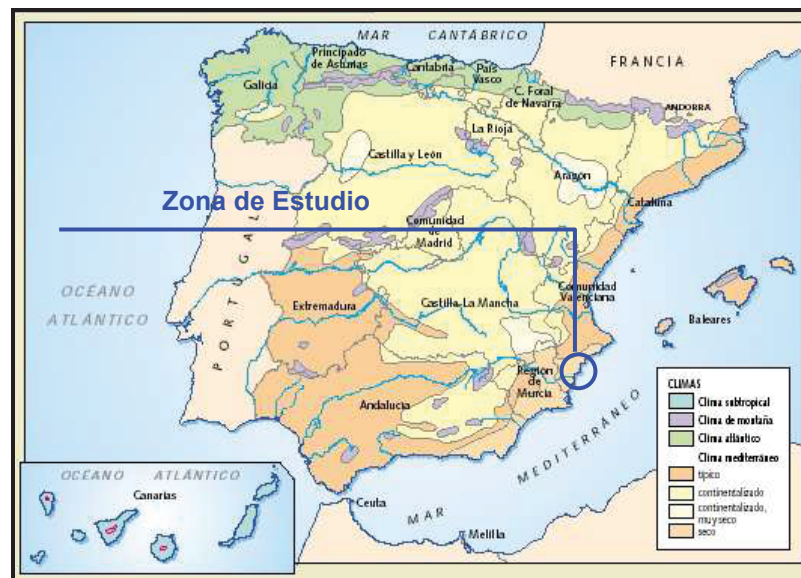 MAR CANTÁBRICO
FRANCIA
Principado
de Asturias
Cantabria
País
Vasco
Galicia
C. Foral
de Navarra
ANDORRA
La Rioja
Castilla y León
Aragón
Cataluña
Zona de Estudio
Comunidad
de
Madrid
PORTUGAL
OCÉANO
ATLÁNTICO
Extremadura
Castilla-La Mancha
Comunidad
Valenciana
Baleares
Región
de
Murcia
Andalucía
MAR MEDITERRÁNEO
CLIMAS
Clima subtropical
Clima de montaña
Clima atlántico
Clima mediterráneo
típico
continentalizado
continentalizado,
muy seco
seco
OCÉANO ATLÁNTICO
Canarias
Ceuta
Melilla